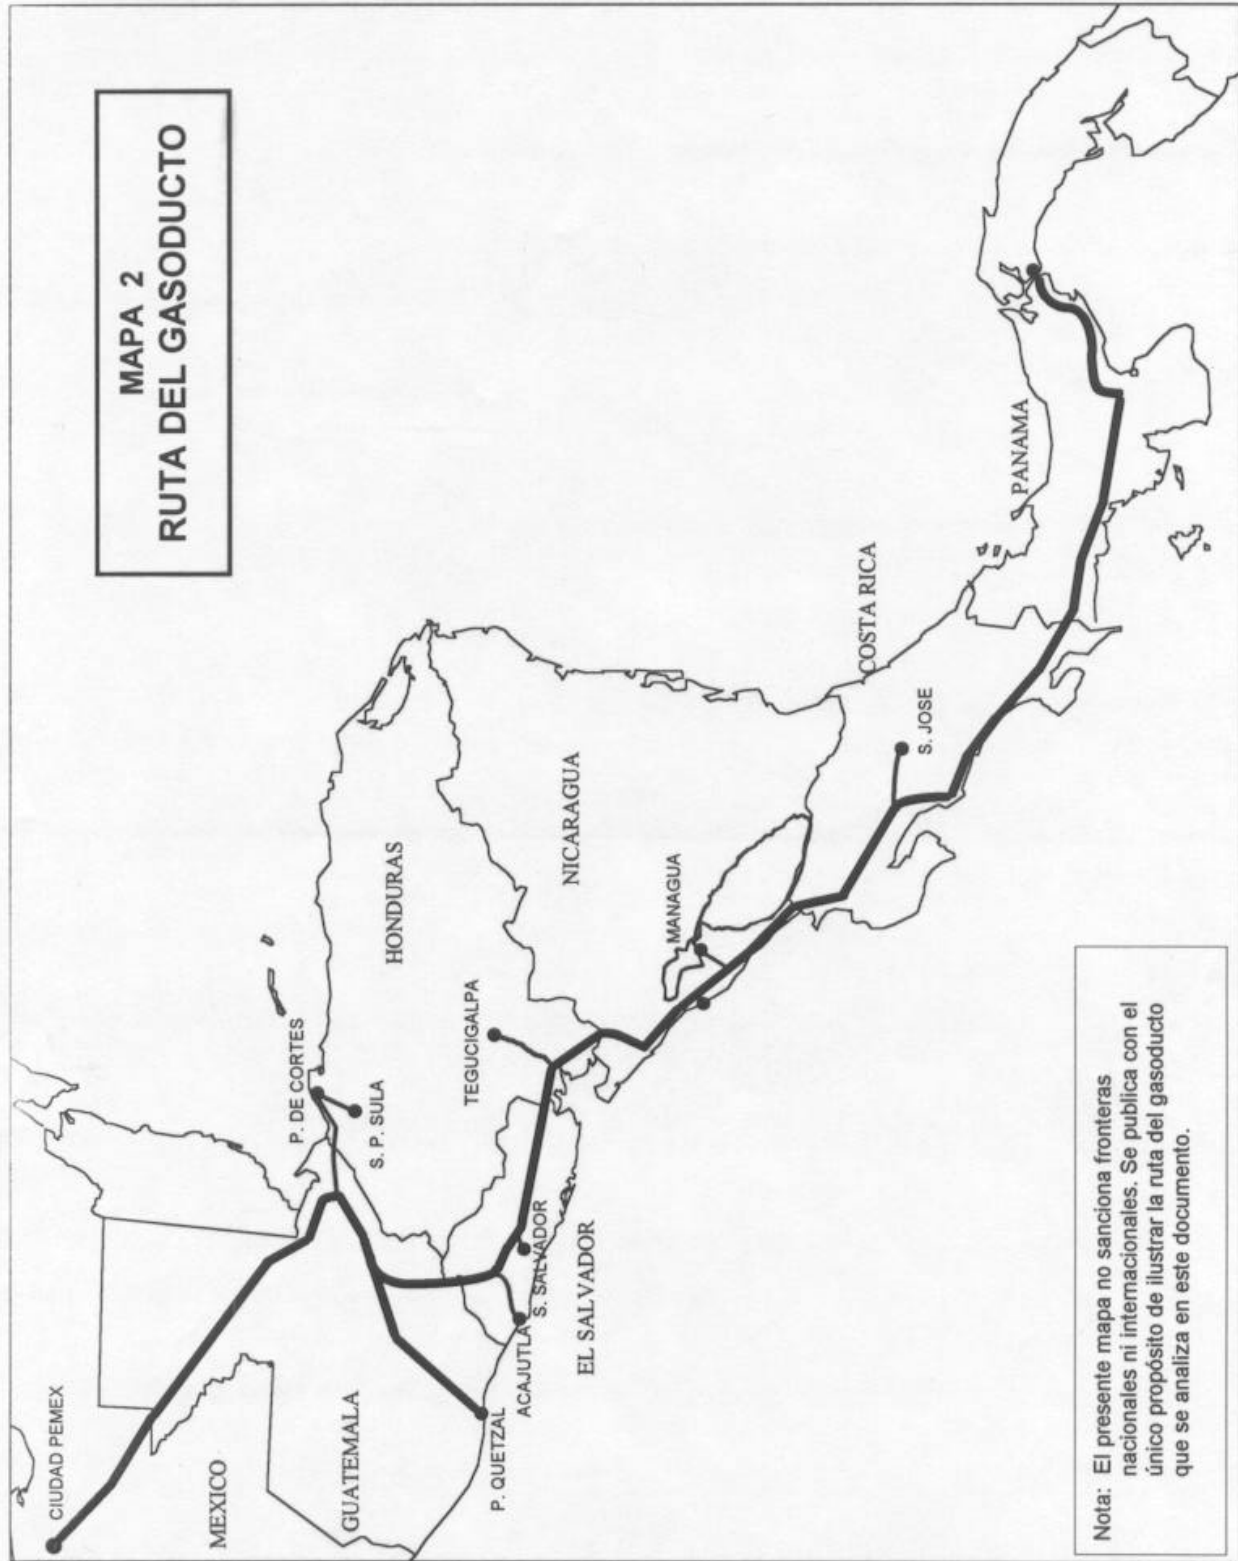 MAPA 2
RUTA DEL GASODUCTO
CIUDAD PEMEX
MEXICO
GUATEMALA
P. QUETZAL
ACAJUTLA
S. SALVADOR
EL SALVADOR
P. DE CORTES
S. P. SULA
HONDURAS
TEGUCIGALPA
NICARAGUA
MANAGUA
COSTA RICA
S. JOSE
PANAMA
Nota: El presente mapa no sanciona fronteras
nacionales ni internacionales. Se publica con el
único propósito de ilustrar la ruta del gasoducto
que se analiza en este documento.